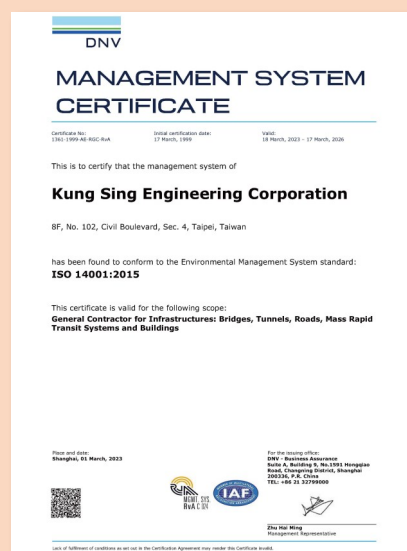 DNV
MANAGEMENT SYSTEM
CERTIFICATE
Certificate No:
1361-1999-AE-RGC-RvA
Initial certification date:
17 March, 1999
Valid:
18 March, 2023 – 17 March, 2026
This is to certify that the management system of
Kung Sing Engineering Corporation
8F, No. 102, Civil Boulevard, Sec. 4, Taipei, Taiwan
has been found to conform to the Environmental Management System standard:
ISO 14001:2015
This certificate is valid for the following scope:
General Contractor for Infrastructures: Bridges, Tunnels, Roads, Mass Rapid
Transit Systems and Buildings
Place and date:
Shanghai, 01 March, 2023
For the issuing office:
DNV - Business Assurance
Suite A, Building 9, No.1591 Hongqiao
Road, Changning District, Shanghai
200336, P.R. China
TEL: +86 21 32799000
MGMT. SYS.
RvA C 024
IAF
Zhu Hai Ming
Management Representative
Lack of fulfilment of conditions as set out in the Certification Agreement may render this Certificate invalid.